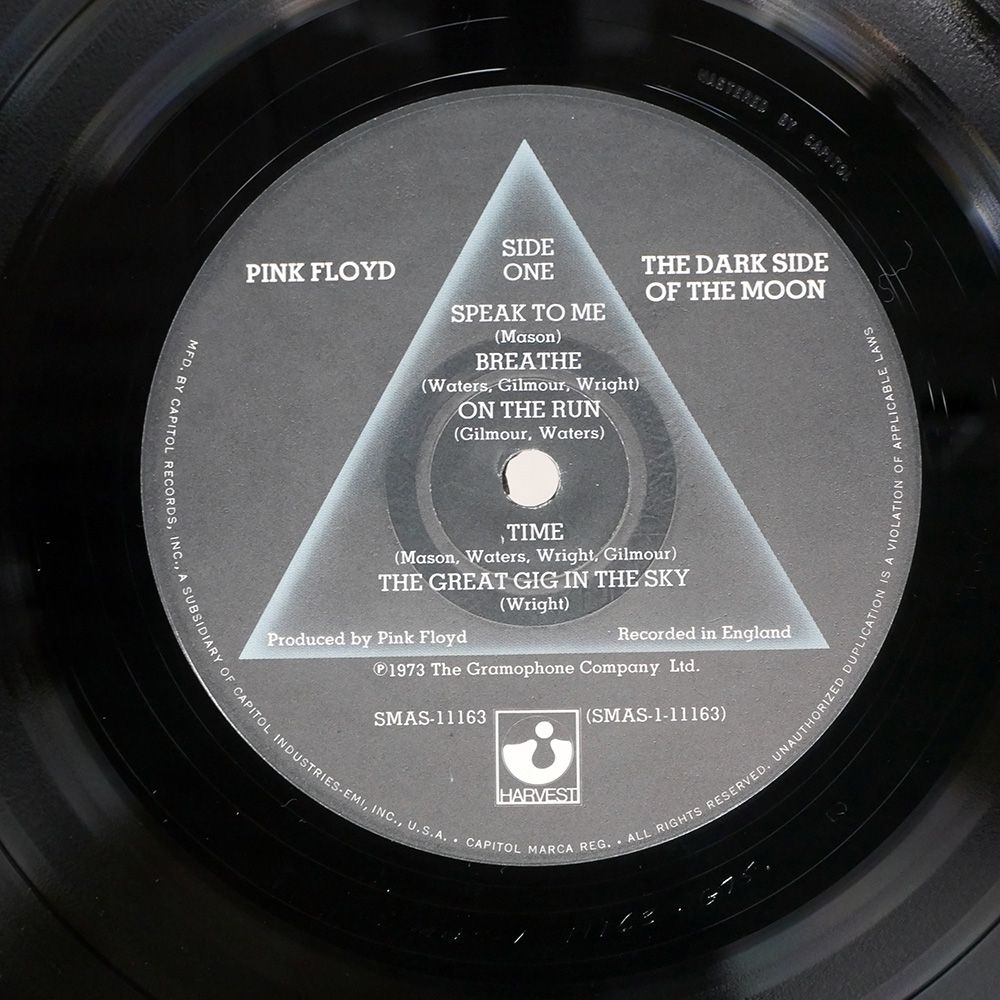 MASTERED BY CAPITOL
PINK FLOYD
SIDE
ONE
THE DARK SIDE
OF THE MOON
SPEAK TO ME
(Mason)
BREATHE
(Waters, Gilmour, Wright)
ON THE RUN
(Gilmour, Waters)
TIME
(Mason, Waters, Wright, Gilmour)
THE GREAT GIG IN THE SKY
(Wright)
Produced by Pink Floyd
Recorded in England
℗1973 The Gramophone Company Ltd.
SMAS-11163
(SMAS-1-11163)
HARVEST
MFD. BY CAPITOL RECORDS, INC., A SUBSIDIARY OF CAPITOL INDUSTRIES-EMI, INC., U.S.A. • CAPITOL MARCA REG. • ALL RIGHTS RESERVED. UNAUTHORIZED DUPLICATION IS A VIOLATION OF APPLICABLE LAWS